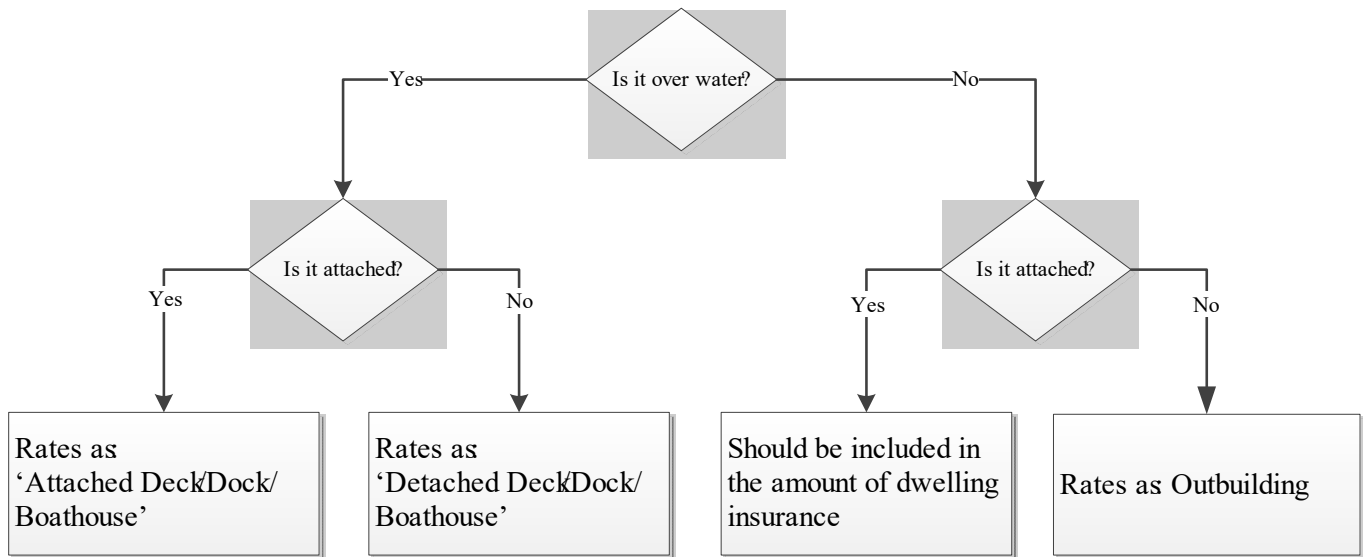 Is it over water?
Yes
No
Is it attached?
Is it attached?
Yes
No
Yes
No
Rates as:
‘Attached Deck/Dock/
Boathouse’
Rates as:
‘Detached Deck/Dock/
Boathouse’
Should be included in
the amount of dwelling
insurance
Rates as: Outbuilding